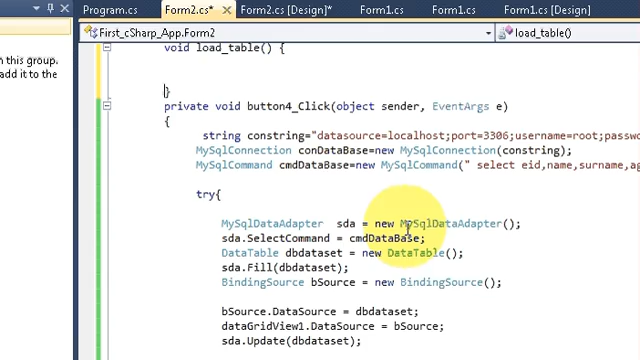 Program.cs
Form2.cs*
Form2.cs [Design]*
Form1.cs
Form1.cs
Form1.cs [Design]
First_cSharp_App.Form2
load_table()
this group.
add it to the
void load_table() {
}
private void button4_Click(object sender, EventArgs e)
{
string constring="datasource=localhost;port=3306;username=root;passwo
MySqlConnection conDataBase=new MySqlConnection(constring);
MySqlCommand cmdDataBase=new MySqlCommand(" select eid,name,surname,ag
try{
MySqlDataAdapter sda = new MySqlDataAdapter();
sda.SelectCommand = cmdDataBase;
DataTable dbdataset = new DataTable();
sda.Fill(dbdataset);
BindingSource bSource = new BindingSource();
bSource.DataSource = dbdataset;
dataGridView1.DataSource = bSource;
sda.Update(dbdataset);